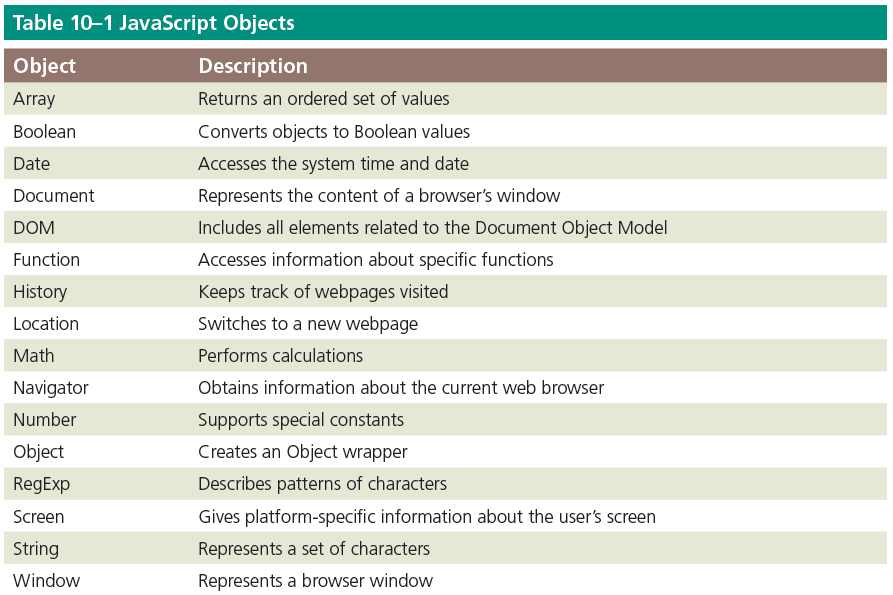 Table 10–1 JavaScript Objects
Object Description
Array Returns an ordered set of values
Boolean Converts objects to Boolean values
Date Accesses the system time and date
Document Represents the content of a browser’s window
DOM Includes all elements related to the Document Object Model
Function Accesses information about specific functions
History Keeps track of webpages visited
Location Switches to a new webpage
Math Performs calculations
Navigator Obtains information about the current web browser
Number Supports special constants
Object Creates an Object wrapper
RegExp Describes patterns of characters
Screen Gives platform-specific information about the user’s screen
String Represents a set of characters
Window Represents a browser window